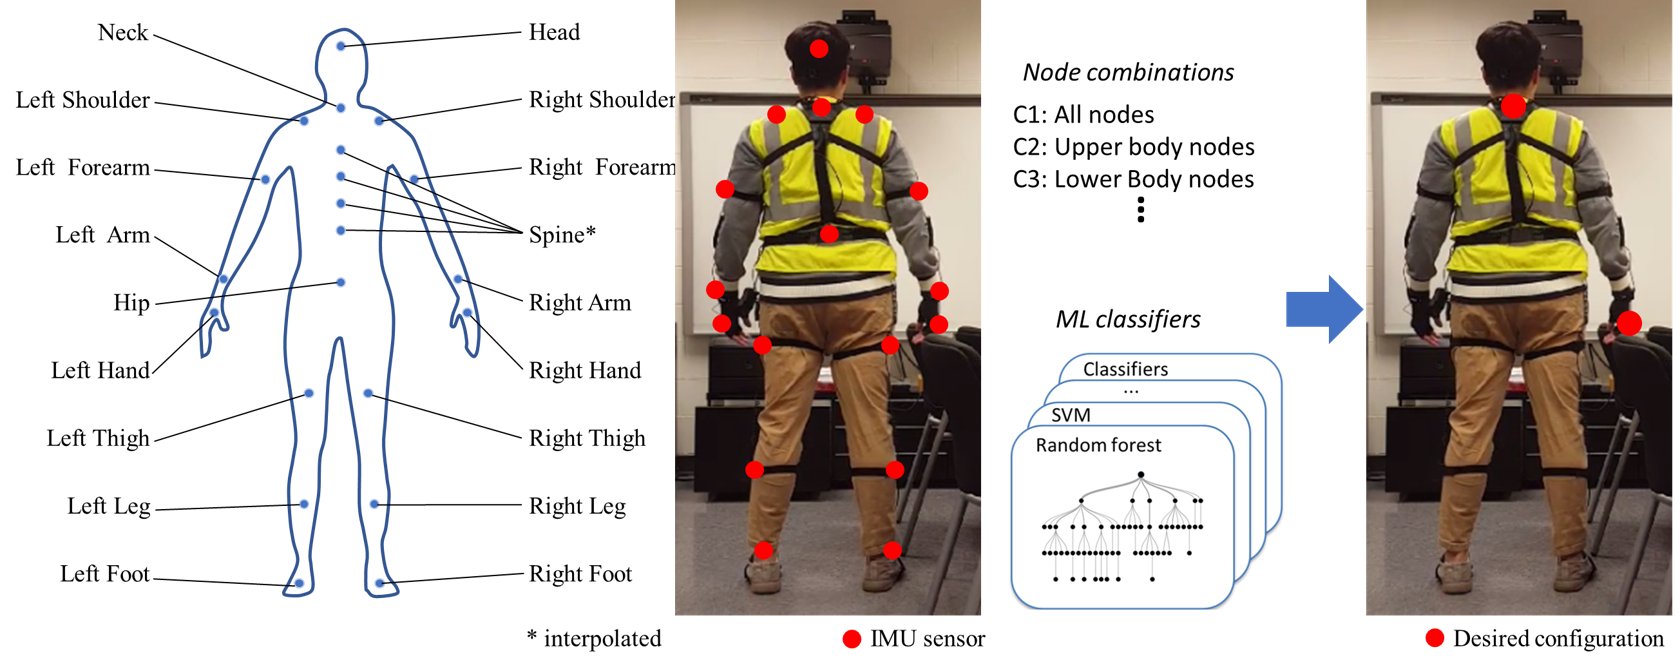 Neck
Head
Left Shoulder
Right Shoulder
Left Forearm
Right Forearm
Left Arm
Spine*
Hip
Right Arm
Left Hand
Right Hand
Left Thigh
Right Thigh
Left Leg
Right Leg
Left Foot
Right Foot
* interpolated
IMU sensor
Node combinations
C1: All nodes
C2: Upper body nodes
C3: Lower Body nodes
ML classifiers
Classifiers
...
SVM
Random forest
Desired configuration